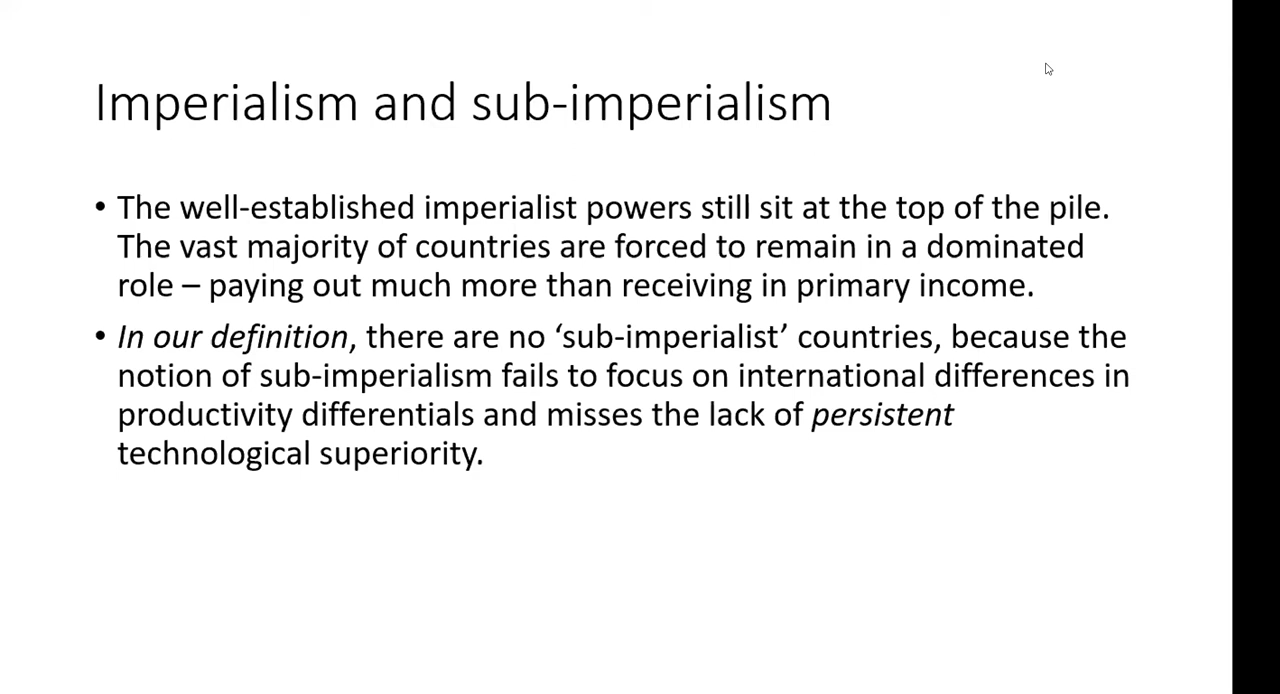 Imperialism and sub-imperialism
• The well-established imperialist powers still sit at the top of the pile.
The vast majority of countries are forced to remain in a dominated
role – paying out much more than receiving in primary income.
• In our definition, there are no ‘sub-imperialist’ countries, because the
notion of sub-imperialism fails to focus on international differences in
productivity differentials and misses the lack of persistent
technological superiority.